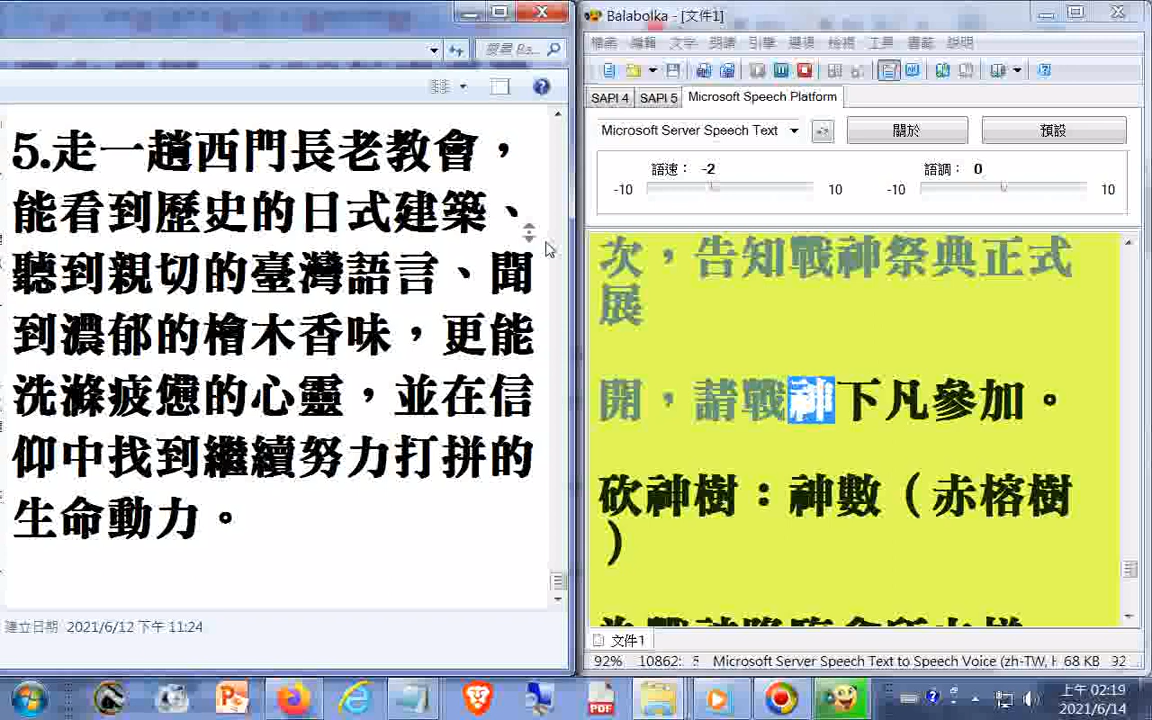 搜尋 Ba...
5.走一趟西門長老教會，
能看到歷史的日式建築、
聽到親切的臺灣語言、聞
到濃郁的檜木香味，更能
洗滌疲憊的心靈，並在信
仰中找到繼續努力打拼的
生命動力。
建立日期: 2021/6/12 下午 11:24
Balabolka - [文件1]
檔案 編輯 文字 朗讀 引擎 選項 檢視 工具 書籤 說明
SAPI 4 SAPI 5 Microsoft Speech Platform
Microsoft Server Speech Text 關於 預設
語速： -2 語調： 0
-10 10 -10 10
次，告知戰神祭典正式
展
開，請戰神下凡參加。
砍神樹：神數（赤榕樹
）
文件1
92% 10862: Microsoft Server Speech Text to Speech Voice (zh-TW, 68 KB 92
PDF
上午 02:19
2021/6/14